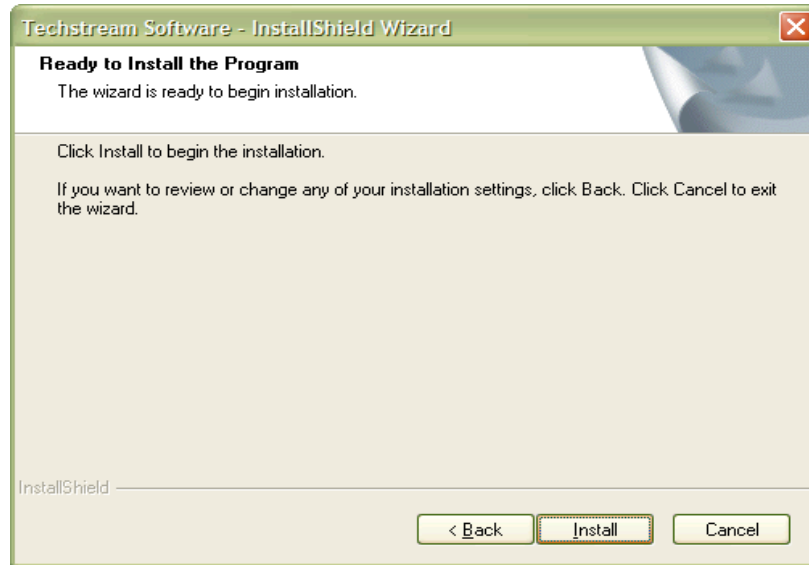 Techstream Software - InstallShield Wizard
Ready to Install the Program
The wizard is ready to begin installation.
Click Install to begin the installation.
If you want to review or change any of your installation settings, click Back. Click Cancel to exit
the wizard.
InstallShield
< Back Install Cancel